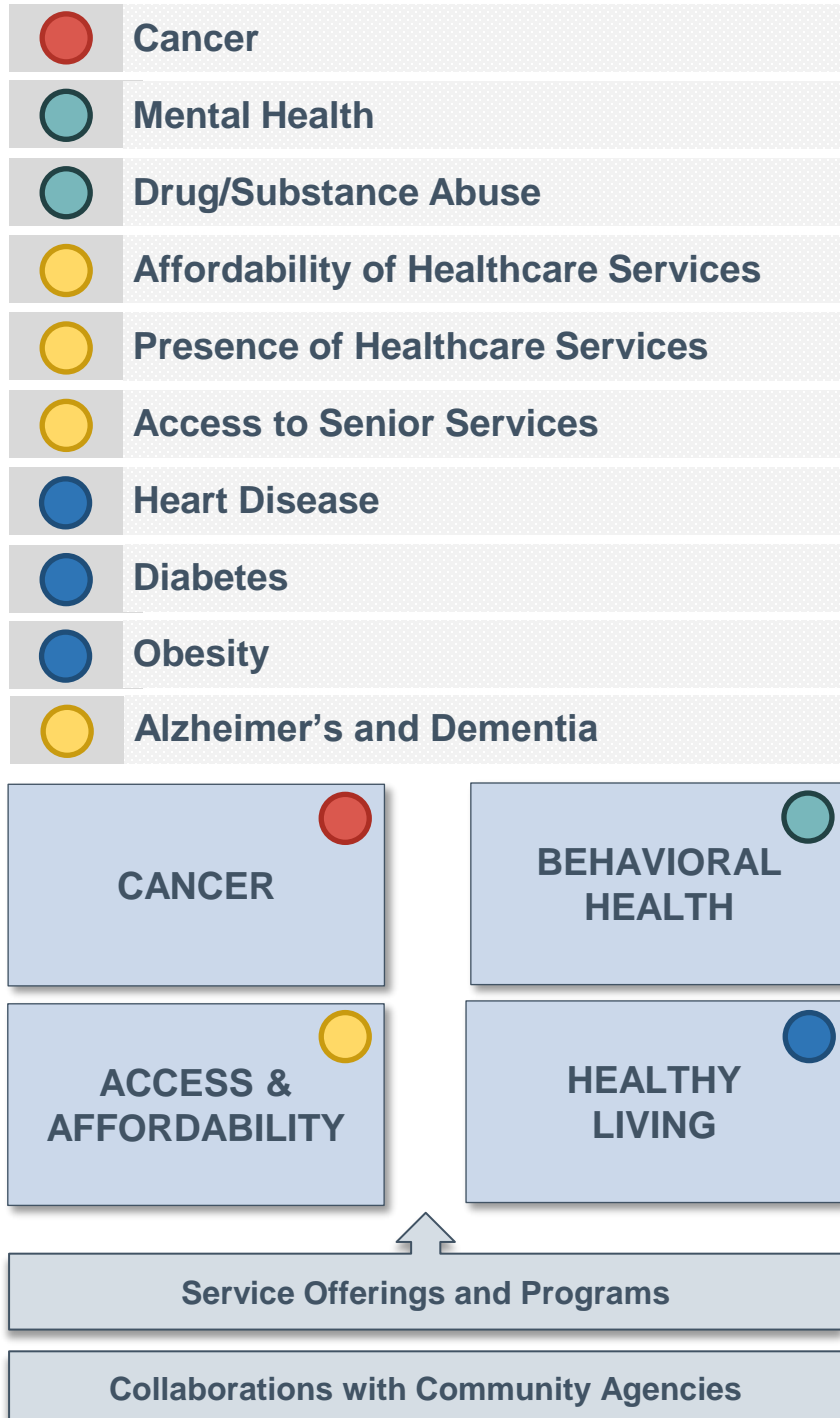 Cancer
Mental Health
Drug/Substance Abuse
Affordability of Healthcare Services
Presence of Healthcare Services
Access to Senior Services
Heart Disease
Diabetes
Obesity
Alzheimer’s and Dementia
CANCER
BEHAVIORAL
HEALTH
ACCESS &
AFFORDABILITY
HEALTHY
LIVING
Service Offerings and Programs
Collaborations with Community Agencies